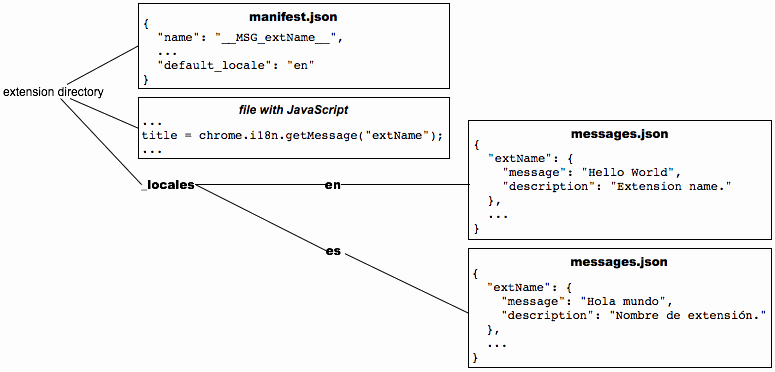 manifest.json
{
"name": "__MSG_extName__",
...
"default_locale": "en"
}
extension directory
file with JavaScript
...
title = chrome.i18n.getMessage("extName");
...
_locales
en
messages.json
{
"extName": {
"message": "Hello World",
"description": "Extension name."
},
...
}
es
messages.json
{
"extName": {
"message": "Hola mundo",
"description": "Nombre de extensión."
},
...
}